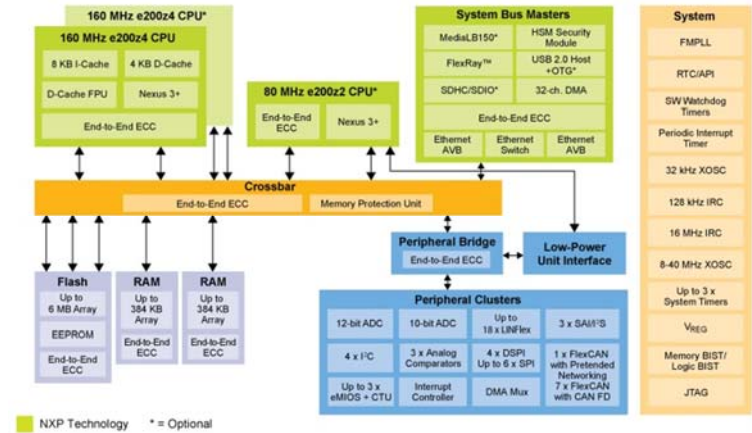 160 MHz e200z4 CPU*
160 MHz e200z4 CPU
8 KB I-Cache
4 KB D-Cache
D-Cache FPU
Nexus 3+
End-to-End ECC
80 MHz e200z2 CPU*
End-to-End
ECC
Nexus 3+
System Bus Masters
MediaLB150*
HSM Security
Module
FlexRay™
USB 2.0 Host
+OTG*
SDHC/SDIO*
32-ch. DMA
End-to-End ECC
Ethernet
AVB
Ethernet
Switch
Ethernet
AVB
Crossbar
End-to-End ECC
Memory Protection Unit
Flash
Up to
6 MB Array
EEPROM
End-to-End
ECC
RAM
Up to
384 KB
Array
End-to-End
ECC
RAM
Up to
384 KB
Array
End-to-End
ECC
Peripheral Bridge
End-to-End ECC
Low-Power
Unit Interface
Peripheral Clusters
12-bit ADC
10-bit ADC
Up to
18 x LINFlex
3 x SAI/I²S
4 x I²C
3 x Analog
Comparators
4 x DSPI
Up to 6 x SPI
1 x FlexCAN
with Pretended
Networking
7 x FlexCAN
with CAN FD
Up to 3 x
eMIOS + CTU
Interrupt
Controller
DMA Mux
System
FMPLL
RTC/API
SW Watchdog
Timers
Periodic Interrupt
Timer
32 kHz XOSC
128 kHz IRC
16 MHz IRC
8-40 MHz XOSC
Up to 3 x
System Timers
VREG
Memory BIST/
Logic BIST
JTAG
NXP Technology
* = Optional